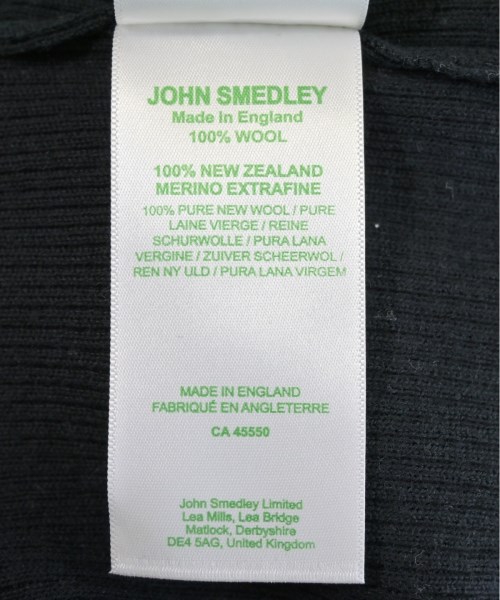 JOHN SMEDLEY
Made in England
100% WOOL
100% NEW ZEALAND
MERINO EXTRAFINE
100% PURE NEW WOOL / PURE
LAINE VIERGE / REINE
SCHURWOLLE / PURA LANA
VERGINE / ZUIVER SCHEERWOL /
REN NY ULD / PURA LANA VIRGEM
MADE IN ENGLAND
FABRIQUÉ EN ANGLETERRE
CA 45550
John Smedley Limited
Lea Mills, Lea Bridge
Matlock, Derbyshire
DE4 5AG, United Kingdom